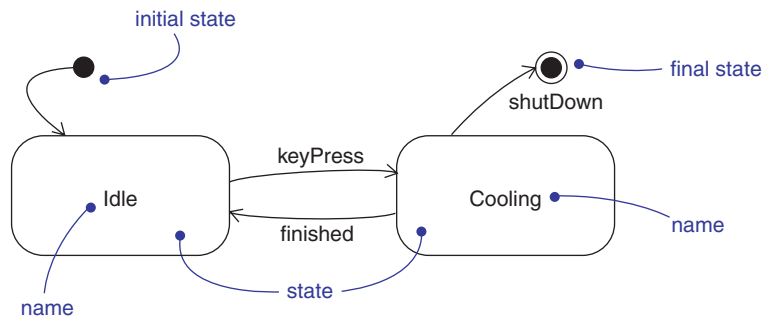 initial state
final state
shutDown
keyPress
Idle
Cooling
name
finished
state
name